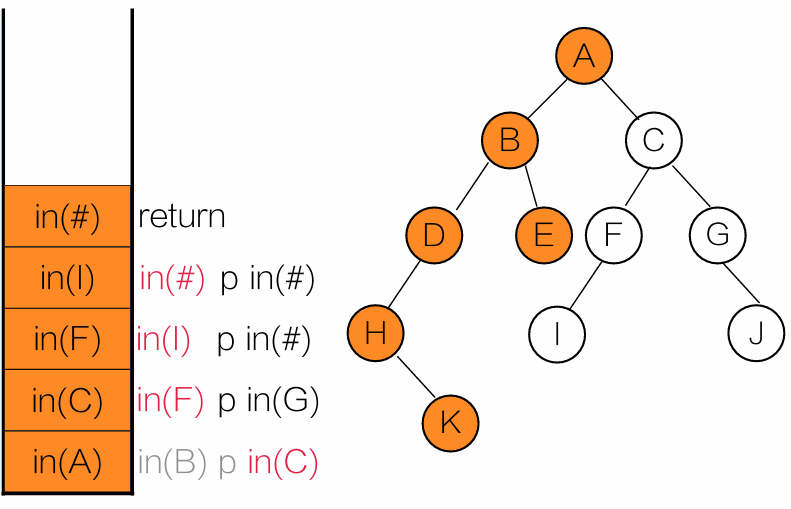 in(#) return
in(I) in(#) p in(#)
in(F) in(I) p in(#)
in(C) in(F) p in(G)
in(A) in(B) p in(C)
A
B C
D E F G
H I J
K